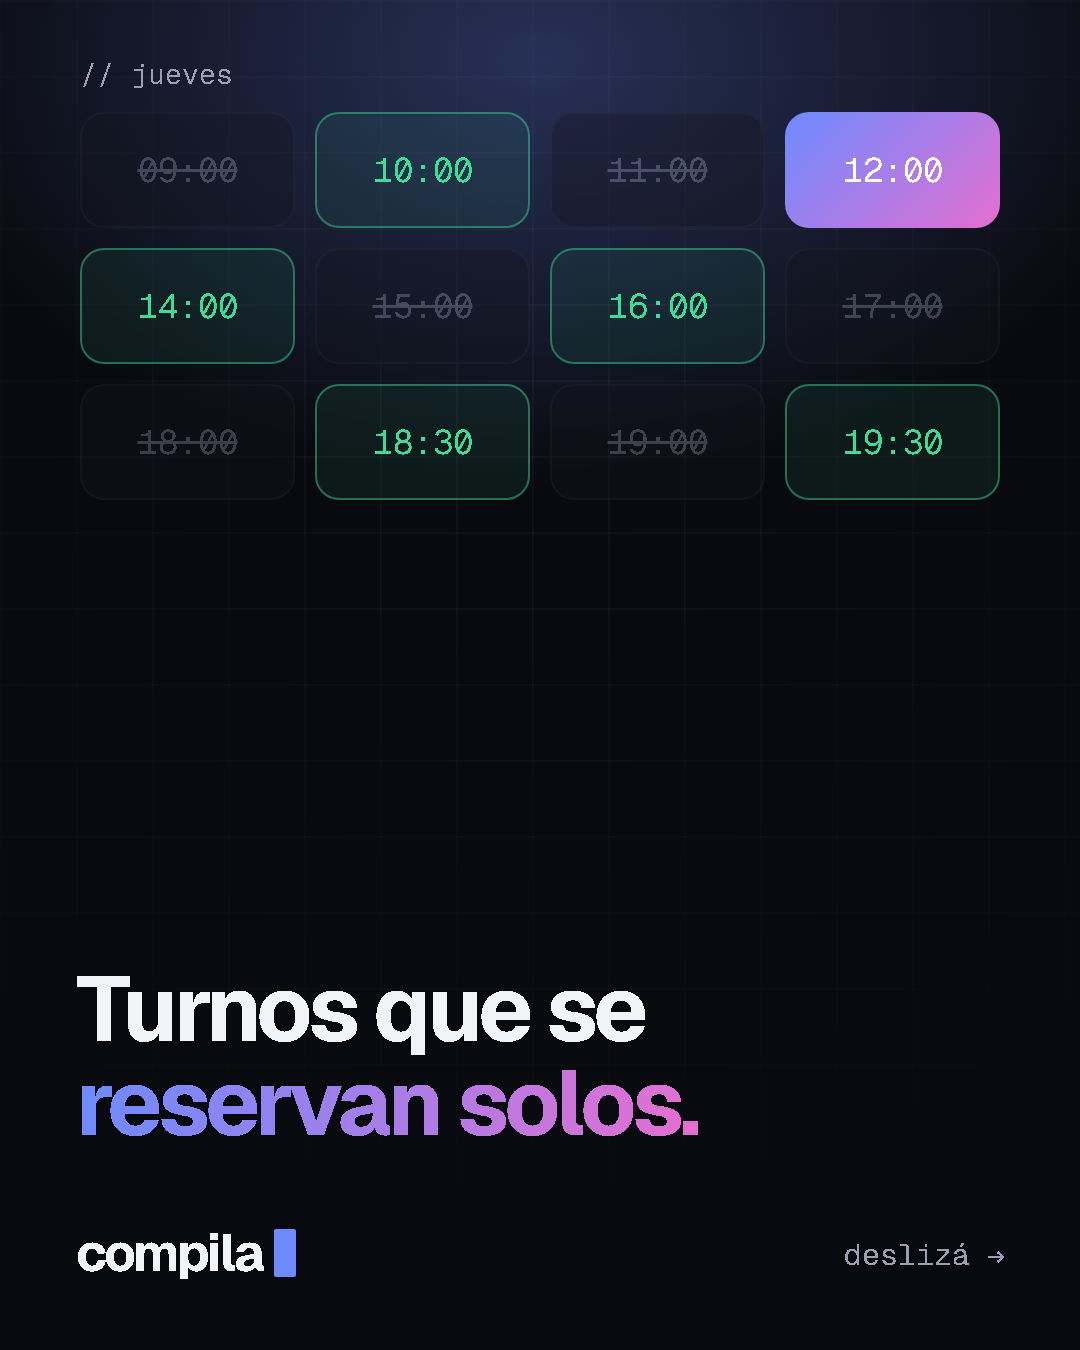 // jueves
09:00 10:00 11:00 12:00
14:00 15:00 16:00 17:00
18:00 18:30 19:00 19:30
Turnos que se
reservan solos.
compila
deslizá →